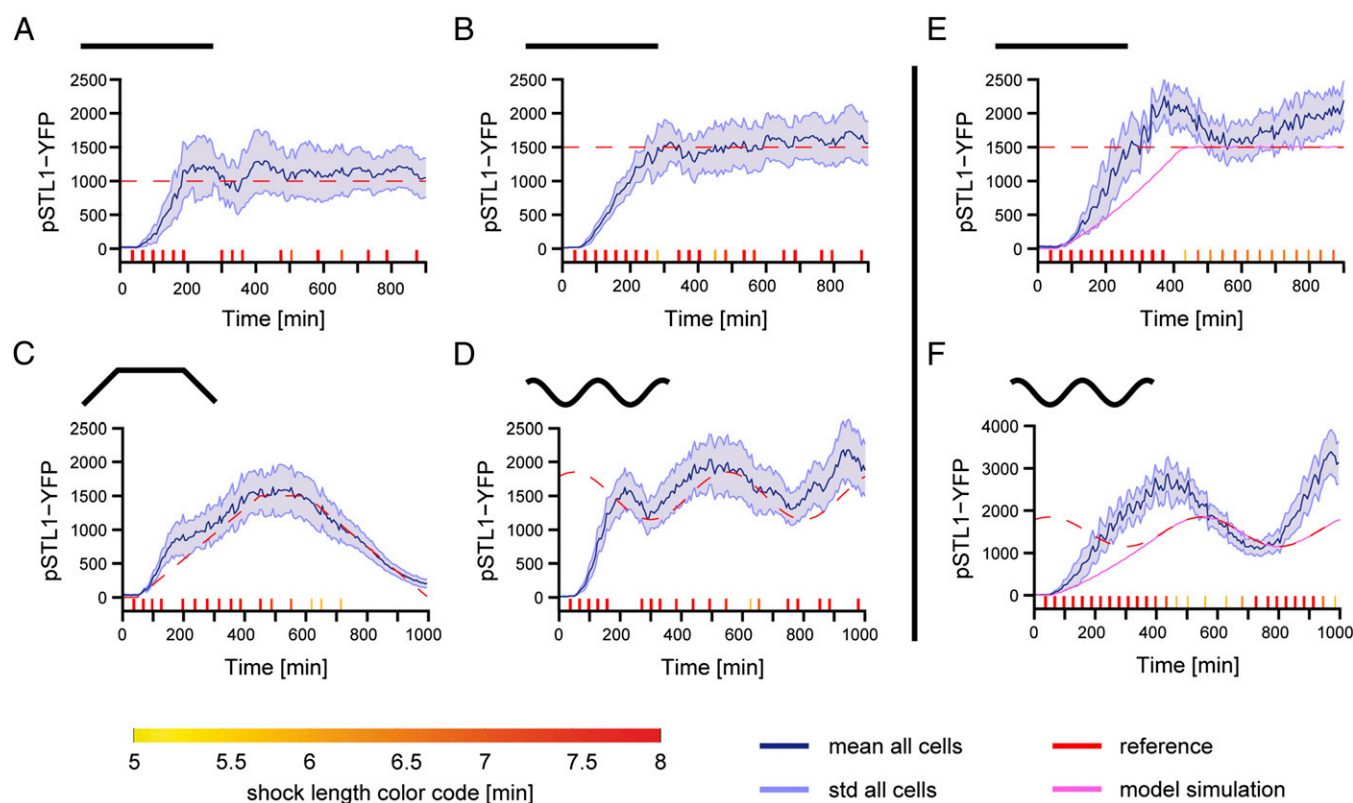 A
B
E
pSTL1−YFP
2500
2000
1500
1000
500
0
0 200 400 600 800
Time [min]
pSTL1−YFP
2500
2000
1500
1000
500
0
0 200 400 600 800
Time [min]
pSTL1−YFP
2500
2000
1500
1000
500
0
0 200 400 600 800
Time [min]
C
D
F
pSTL1−YFP
2500
2000
1500
1000
500
0
0 200 400 600 800 1000
Time [min]
pSTL1−YFP
2500
2000
1500
1000
500
0
0 200 400 600 800 1000
Time [min]
pSTL1−YFP
4000
3000
2000
1000
0
0 200 400 600 800 1000
Time [min]
5 5.5 6 6.5 7 7.5 8
shock length color code [min]
mean all cells
std all cells
reference
model simulation